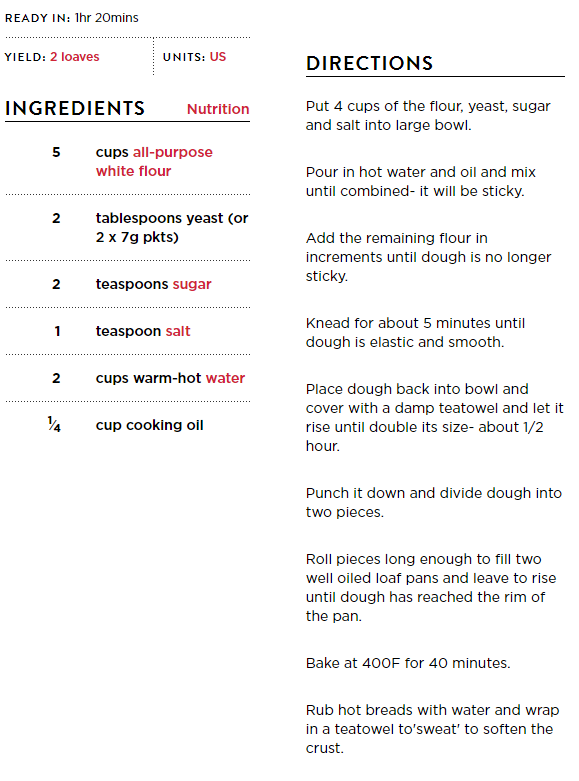 READY IN: 1hr 20mins
YIELD: 2 loaves
UNITS: US
INGREDIENTS Nutrition
5 cups all-purpose
white flour
2 tablespoons yeast (or
2 x 7g pkts)
2 teaspoons sugar
1 teaspoon salt
2 cups warm-hot water
¼ cup cooking oil
DIRECTIONS
Put 4 cups of the flour, yeast, sugar
and salt into large bowl.
Pour in hot water and oil and mix
until combined- it will be sticky.
Add the remaining flour in
increments until dough is no longer
sticky.
Knead for about 5 minutes until
dough is elastic and smooth.
Place dough back into bowl and
cover with a damp teatowel and let it
rise until double its size- about 1/2
hour.
Punch it down and divide dough into
two pieces.
Roll pieces long enough to fill two
well oiled loaf pans and leave to rise
until dough has reached the rim of
the pan.
Bake at 400F for 40 minutes.
Rub hot breads with water and wrap
in a teatowel to'sweat' to soften the
crust.